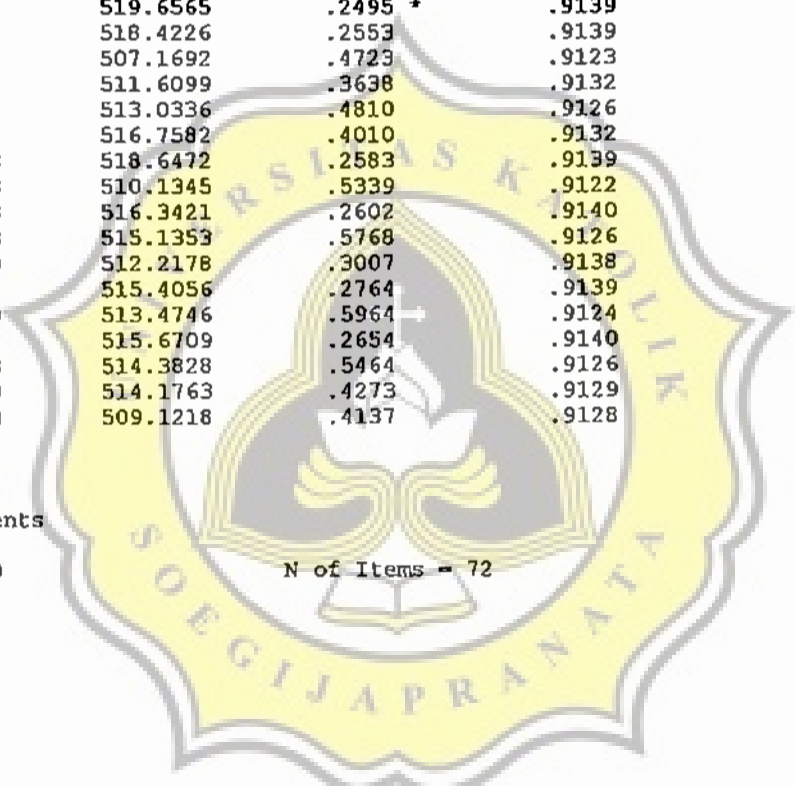 519.6565 .2495 * .9139
518.4226 .2553 .9139
507.1692 .4723 .9123
511.6099 .3638 .9132
513.0336 .4810 .9126
516.7582 .4010 .9132
518.6472 .2583 .9139
510.1345 .5339 .9122
516.3421 .2602 .9140
515.1353 .5768 .9126
512.2178 .3007 .9138
515.4056 .2764 .9139
513.4746 .5964 .9124
515.6709 .2654 .9140
514.3828 .5464 .9126
514.1763 .4273 .9129
509.1218 .4137 .9128
ents
N of Items = 72
ERSITAS KATOLIK
SOEGIJAPRANATA